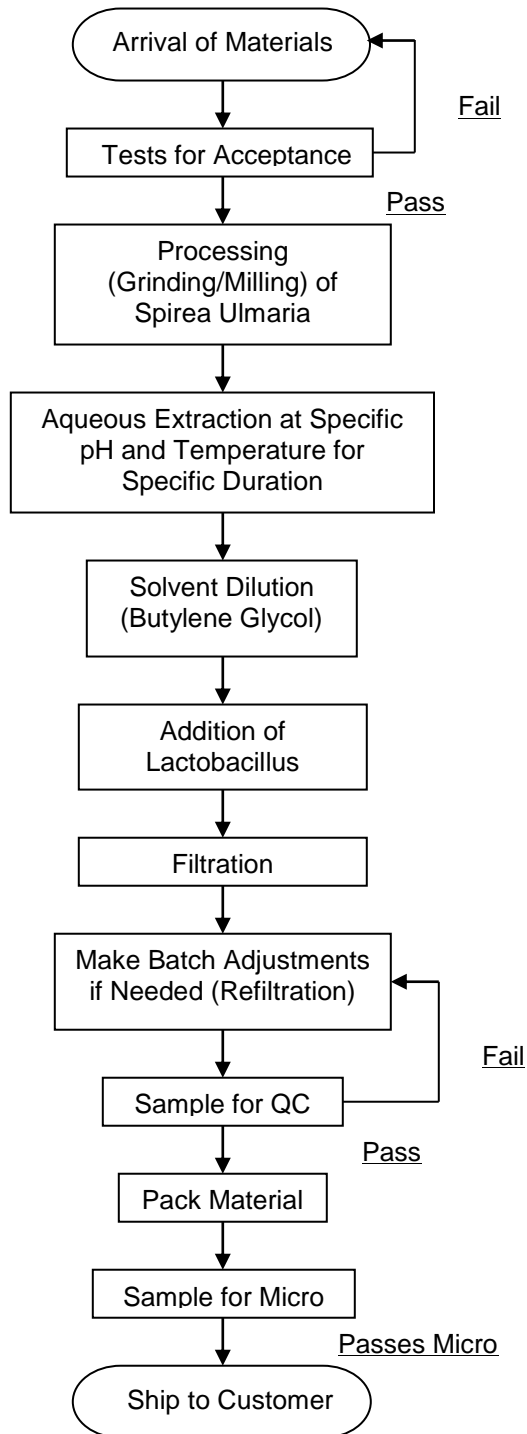 Arrival of Materials
Fail
Tests for Acceptance
Pass
Processing
(Grinding/Milling) of
Spirea Ulmaria
Aqueous Extraction at Specific
pH and Temperature for
Specific Duration
Solvent Dilution
(Butylene Glycol)
Addition of
Lactobacillus
Filtration
Make Batch Adjustments
if Needed (Refiltration)
Fail
Sample for QC
Pass
Pack Material
Sample for Micro
Passes Micro
Ship to Customer